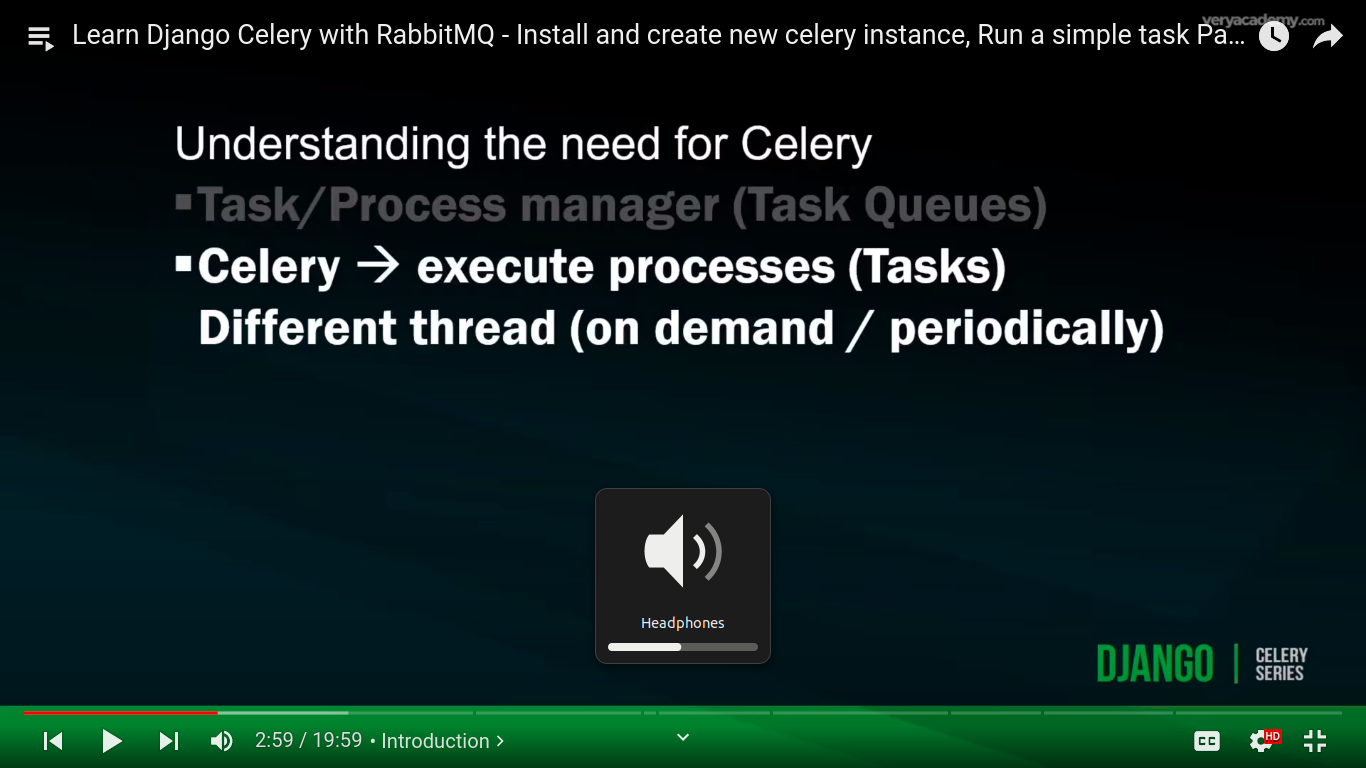 veryacademy.com
Learn Django Celery with RabbitMQ - Install and create new celery instance, Run a simple task Pa...
Understanding the need for Celery
▪Task/Process manager (Task Queues)
▪Celery → execute processes (Tasks)
Different thread (on demand / periodically)
Headphones
DJANGO | CELERY
SERIES
2:59 / 19:59 • Introduction >
CC
HD